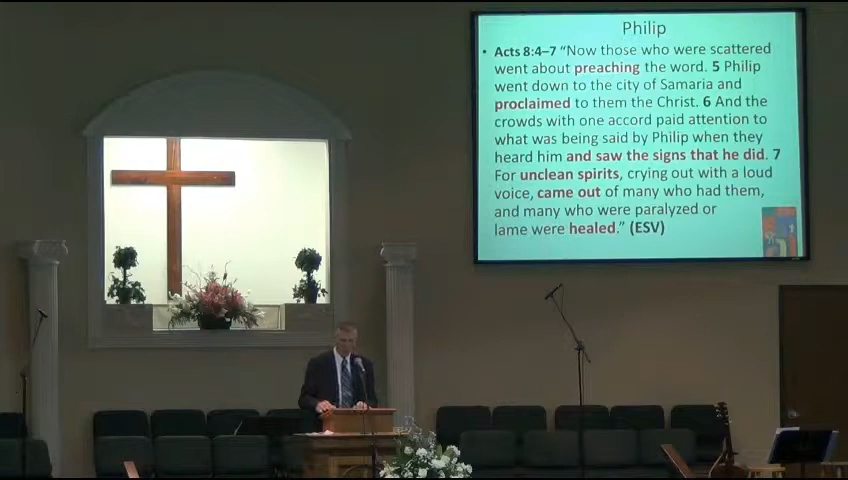 Philip
• Acts 8:4–7 “Now those who were scattered
went about preaching the word. 5 Philip
went down to the city of Samaria and
proclaimed to them the Christ. 6 And the
crowds with one accord paid attention to
what was being said by Philip when they
heard him and saw the signs that he did. 7
For unclean spirits, crying out with a loud
voice, came out of many who had them,
and many who were paralyzed or
lame were healed.” (ESV)